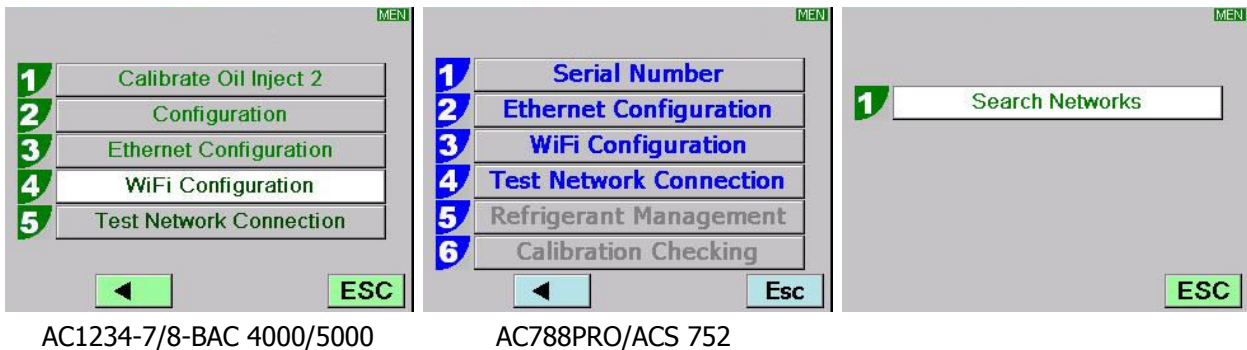 MEN
1 Calibrate Oil Inject 2
2 Configuration
3 Ethernet Configuration
4 WiFi Configuration
5 Test Network Connection
ESC
MEN
1 Serial Number
2 Ethernet Configuration
3 WiFi Configuration
4 Test Network Connection
5 Refrigerant Management
6 Calibration Checking
Esc
MEN
1 Search Networks
ESC
AC1234-7/8-BAC 4000/5000
AC788PRO/ACS 752